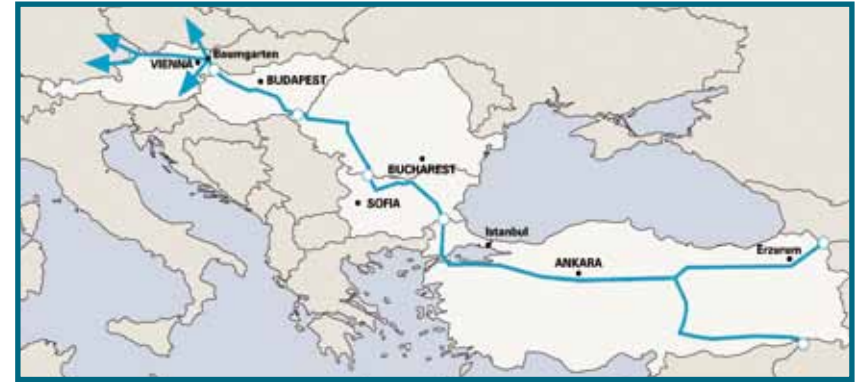 Baumgarten
VIENNA
BUDAPEST
BUCHAREST
SOFIA
Istanbul
ANKARA
Erzurum